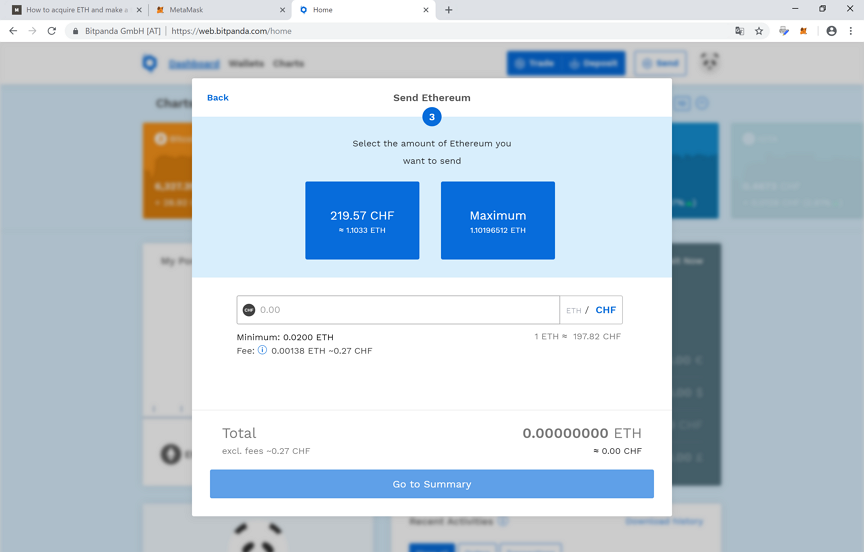 How to acquire ETH and make a
MetaMask
Home
Bitpanda GmbH [AT] | https://web.bitpanda.com/home
Dashboard Wallets Charts
Trade Deposit Send
Charts
Back Send Ethereum
3
Select the amount of Ethereum you
want to send
219.57 CHF
≈ 1.1033 ETH
Maximum
1.10196512 ETH
CHF 0.00 ETH / CHF
Minimum: 0.0200 ETH 1 ETH ≈ 197.82 CHF
Fee: 0.00138 ETH ~0.27 CHF
Total 0.00000000 ETH
excl. fees ~0.27 CHF ≈ 0.00 CHF
Go to Summary
Recent Activities Download history